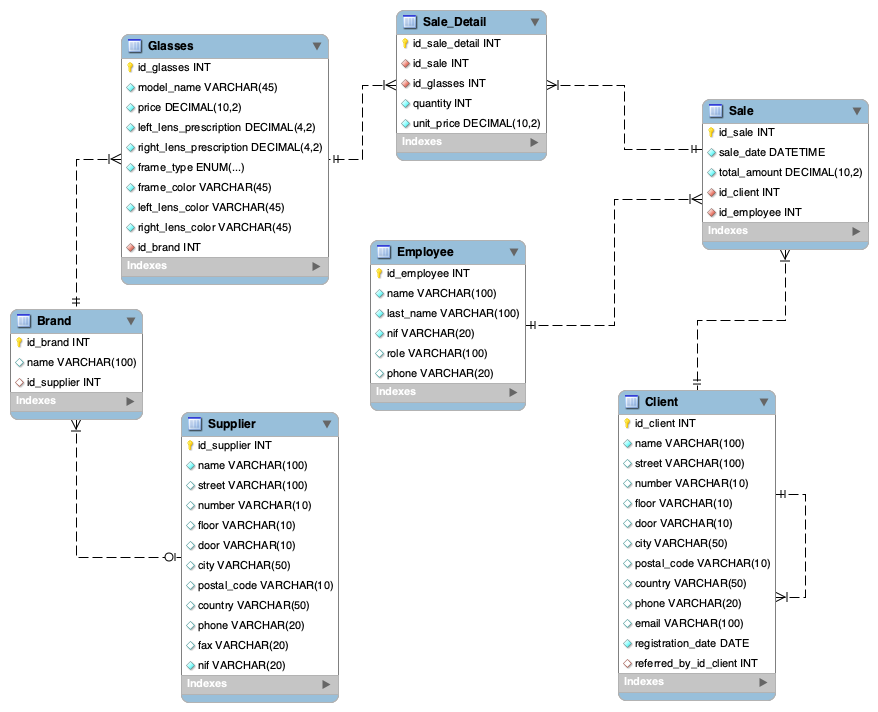 Glasses
id_glasses INT
model_name VARCHAR(45)
price DECIMAL(10,2)
left_lens_prescription DECIMAL(4,2)
right_lens_prescription DECIMAL(4,2)
frame_type ENUM(...)
frame_color VARCHAR(45)
left_lens_color VARCHAR(45)
right_lens_color VARCHAR(45)
id_brand INT
Indexes
Sale_Detail
id_sale_detail INT
id_sale INT
id_glasses INT
quantity INT
unit_price DECIMAL(10,2)
Indexes
Sale
id_sale INT
sale_date DATETIME
total_amount DECIMAL(10,2)
id_client INT
id_employee INT
Indexes
Employee
id_employee INT
name VARCHAR(100)
last_name VARCHAR(100)
nif VARCHAR(20)
role VARCHAR(100)
phone VARCHAR(20)
Indexes
Brand
id_brand INT
name VARCHAR(100)
id_supplier INT
Indexes
Supplier
id_supplier INT
name VARCHAR(100)
street VARCHAR(100)
number VARCHAR(10)
floor VARCHAR(10)
door VARCHAR(10)
city VARCHAR(50)
postal_code VARCHAR(10)
country VARCHAR(50)
phone VARCHAR(20)
fax VARCHAR(20)
nif VARCHAR(20)
Indexes
Client
id_client INT
name VARCHAR(100)
street VARCHAR(100)
number VARCHAR(10)
floor VARCHAR(10)
door VARCHAR(10)
city VARCHAR(50)
postal_code VARCHAR(10)
country VARCHAR(50)
phone VARCHAR(20)
email VARCHAR(100)
registration_date DATE
referred_by_id_client INT
Indexes